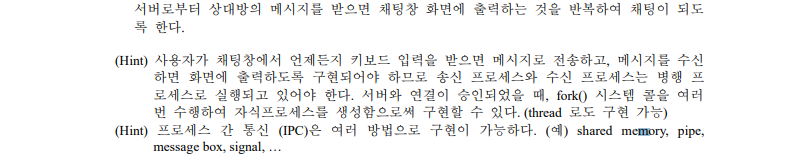 서버로부터 상대방의 메시지를 받으면 채팅창 화면에 출력하는 것을 반복하여 채팅이 되도
록 한다.
(Hint) 사용자가 채팅창에서 언제든지 키보드 입력을 받으면 메시지로 전송하고, 메시지를 수신
하면 화면에 출력하도록 구현되어야 하므로 송신 프로세스와 수신 프로세스는 병행 프
로세스로 실행되고 있어야 한다. 서버와 연결이 승인되었을 때, fork() 시스템 콜을 여러
번 수행하여 자식프로세스를 생성함으로써 구현할 수 있다. (thread 로도 구현 가능)
(Hint) 프로세스 간 통신 (IPC)은 여러 방법으로 구현이 가능하다. (예) shared memory, pipe,
message box, signal, …